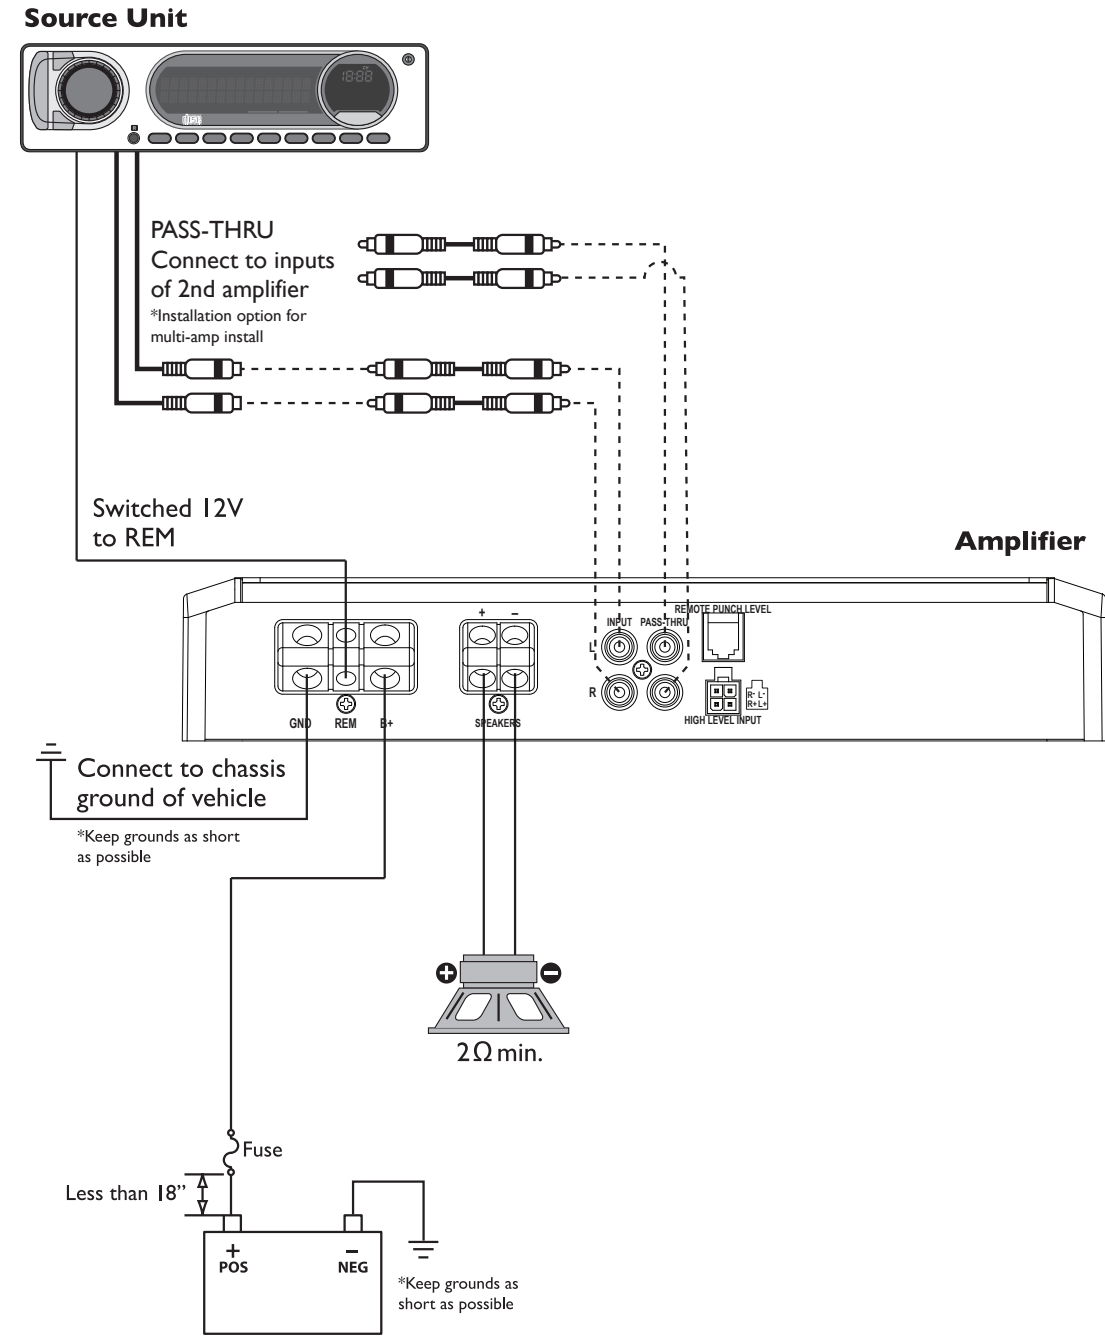 Source Unit
18:88
disc
PASS-THRU
Connect to inputs
of 2nd amplifier
*Installation option for
multi-amp install
Switched 12V
to REM
Amplifier
+ –
REMOTE PUNCH LEVEL
INPUT PASS-THRU
L
R
R- L-
R+L+
HIGH LEVEL INPUT
GND REM B+
SPEAKERS
Connect to chassis
ground of vehicle
*Keep grounds as short
as possible
+ –
2Ω min.
Fuse
Less than 18”
+ –
POS NEG
*Keep grounds as
short as possible